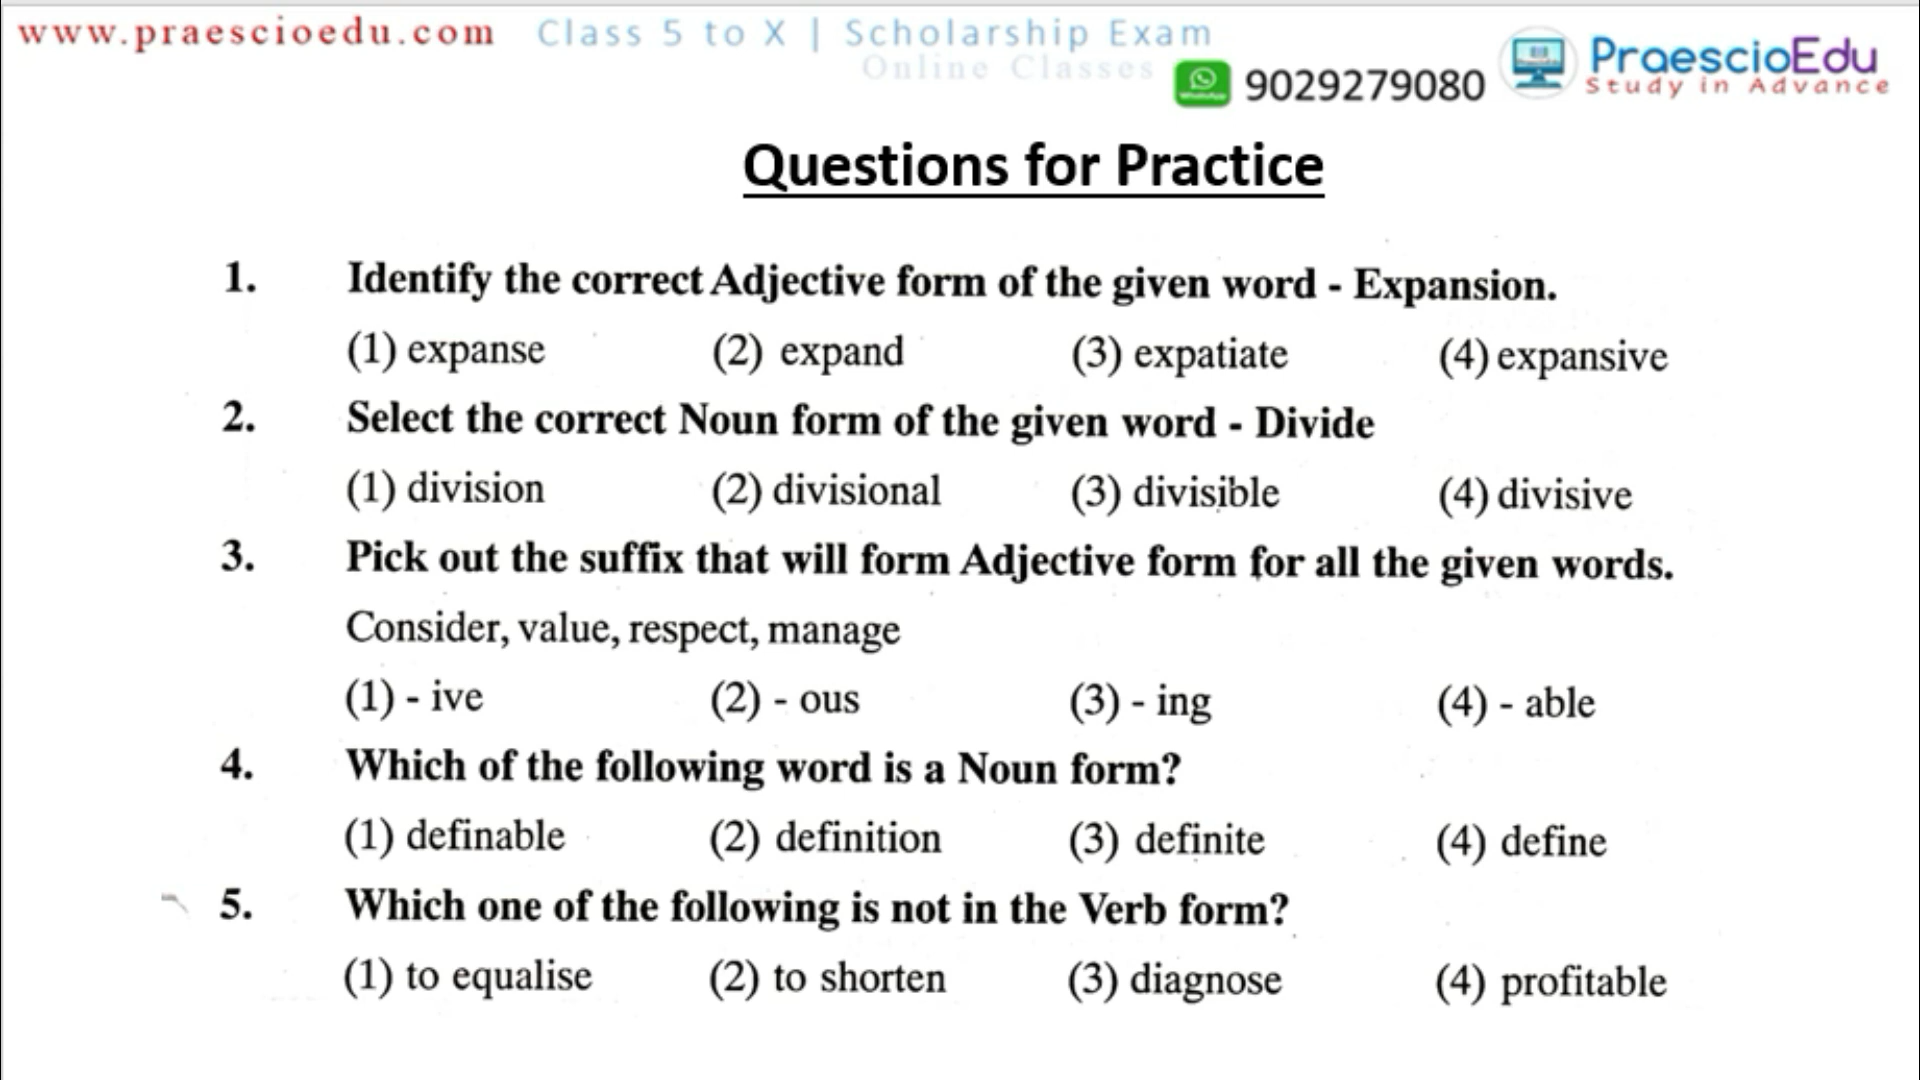 www.praescioedu.com Class 5 to X | Scholarship Exam
Online Classes
WhatsApp 9029279080
PraescioEdu
Study in Advance
Questions for Practice
1. Identify the correct Adjective form of the given word - Expansion.
(1) expanse (2) expand (3) expatiate (4) expansive
2. Select the correct Noun form of the given word - Divide
(1) division (2) divisional (3) divisible (4) divisive
3. Pick out the suffix that will form Adjective form for all the given words.
Consider, value, respect, manage
(1) - ive (2) - ous (3) - ing (4) - able
4. Which of the following word is a Noun form?
(1) definable (2) definition (3) definite (4) define
5. Which one of the following is not in the Verb form?
(1) to equalise (2) to shorten (3) diagnose (4) profitable